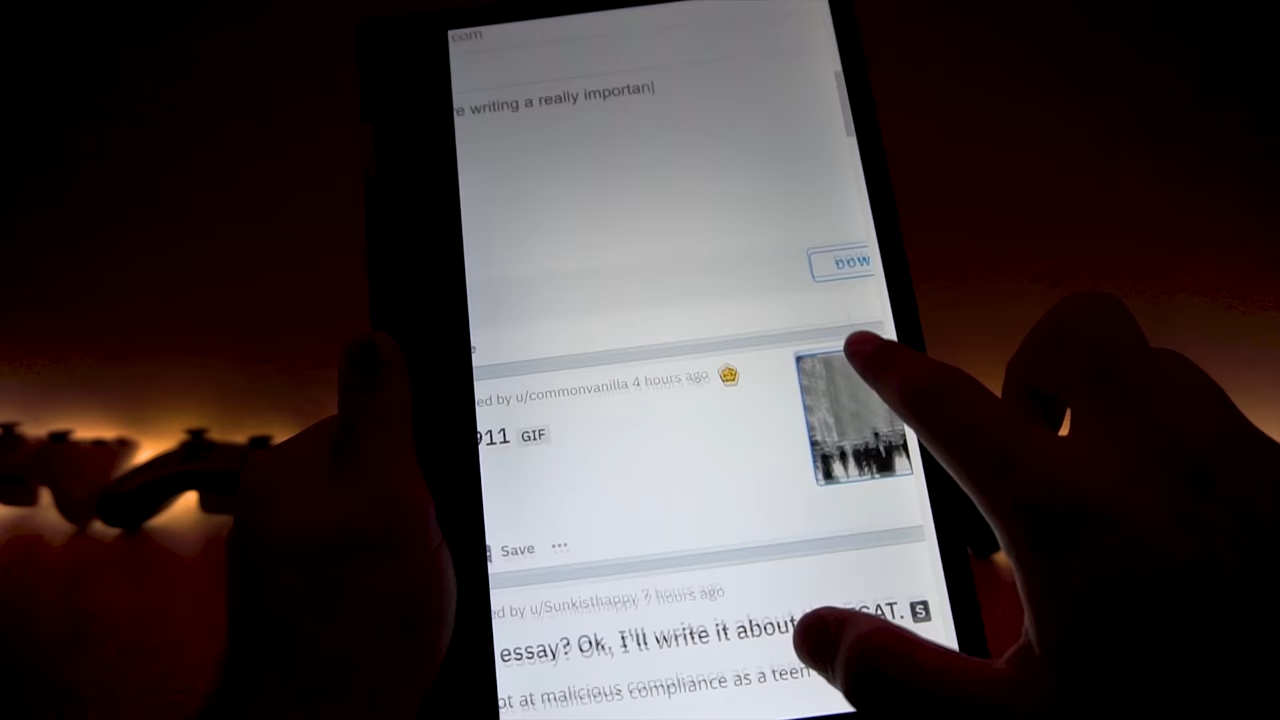 com
e writing a really importan
DOW
e
ed by u/commonvanilla 4 hours ago
911 GIF
Save ...
ed by u/Sunkisthappy 7 hours ago
essay? Ok, I'll write it about CAT. S
ot at malicious compliance as a teen